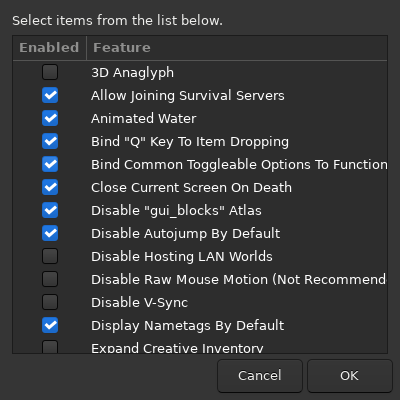 Select items from the list below.
Enabled Feature
3D Anaglyph
Allow Joining Survival Servers
Animated Water
Bind "Q" Key To Item Dropping
Bind Common Toggleable Options To Function
Close Current Screen On Death
Disable "gui_blocks" Atlas
Disable Autojump By Default
Disable Hosting LAN Worlds
Disable Raw Mouse Motion (Not Recommend
Disable V-Sync
Display Nametags By Default
Expand Creative Inventory
Cancel OK